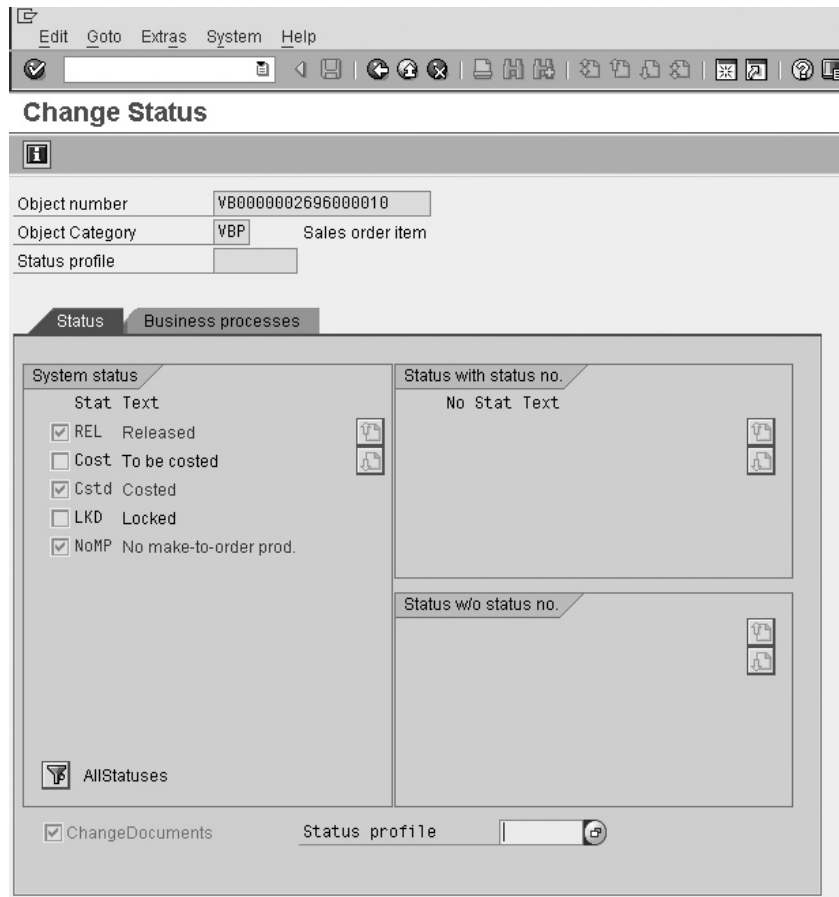 Edit Goto Extras System Help
Change Status
Object number VB0000002696000010
Object Category VBP Sales order item
Status profile
Status Business processes
System status
Stat Text
REL Released
Cost To be costed
Cstd Costed
LKD Locked
NoMP No make-to-order prod.
AllStatuses
Status with status no.
No Stat Text
Status w/o status no.
ChangeDocuments Status profile